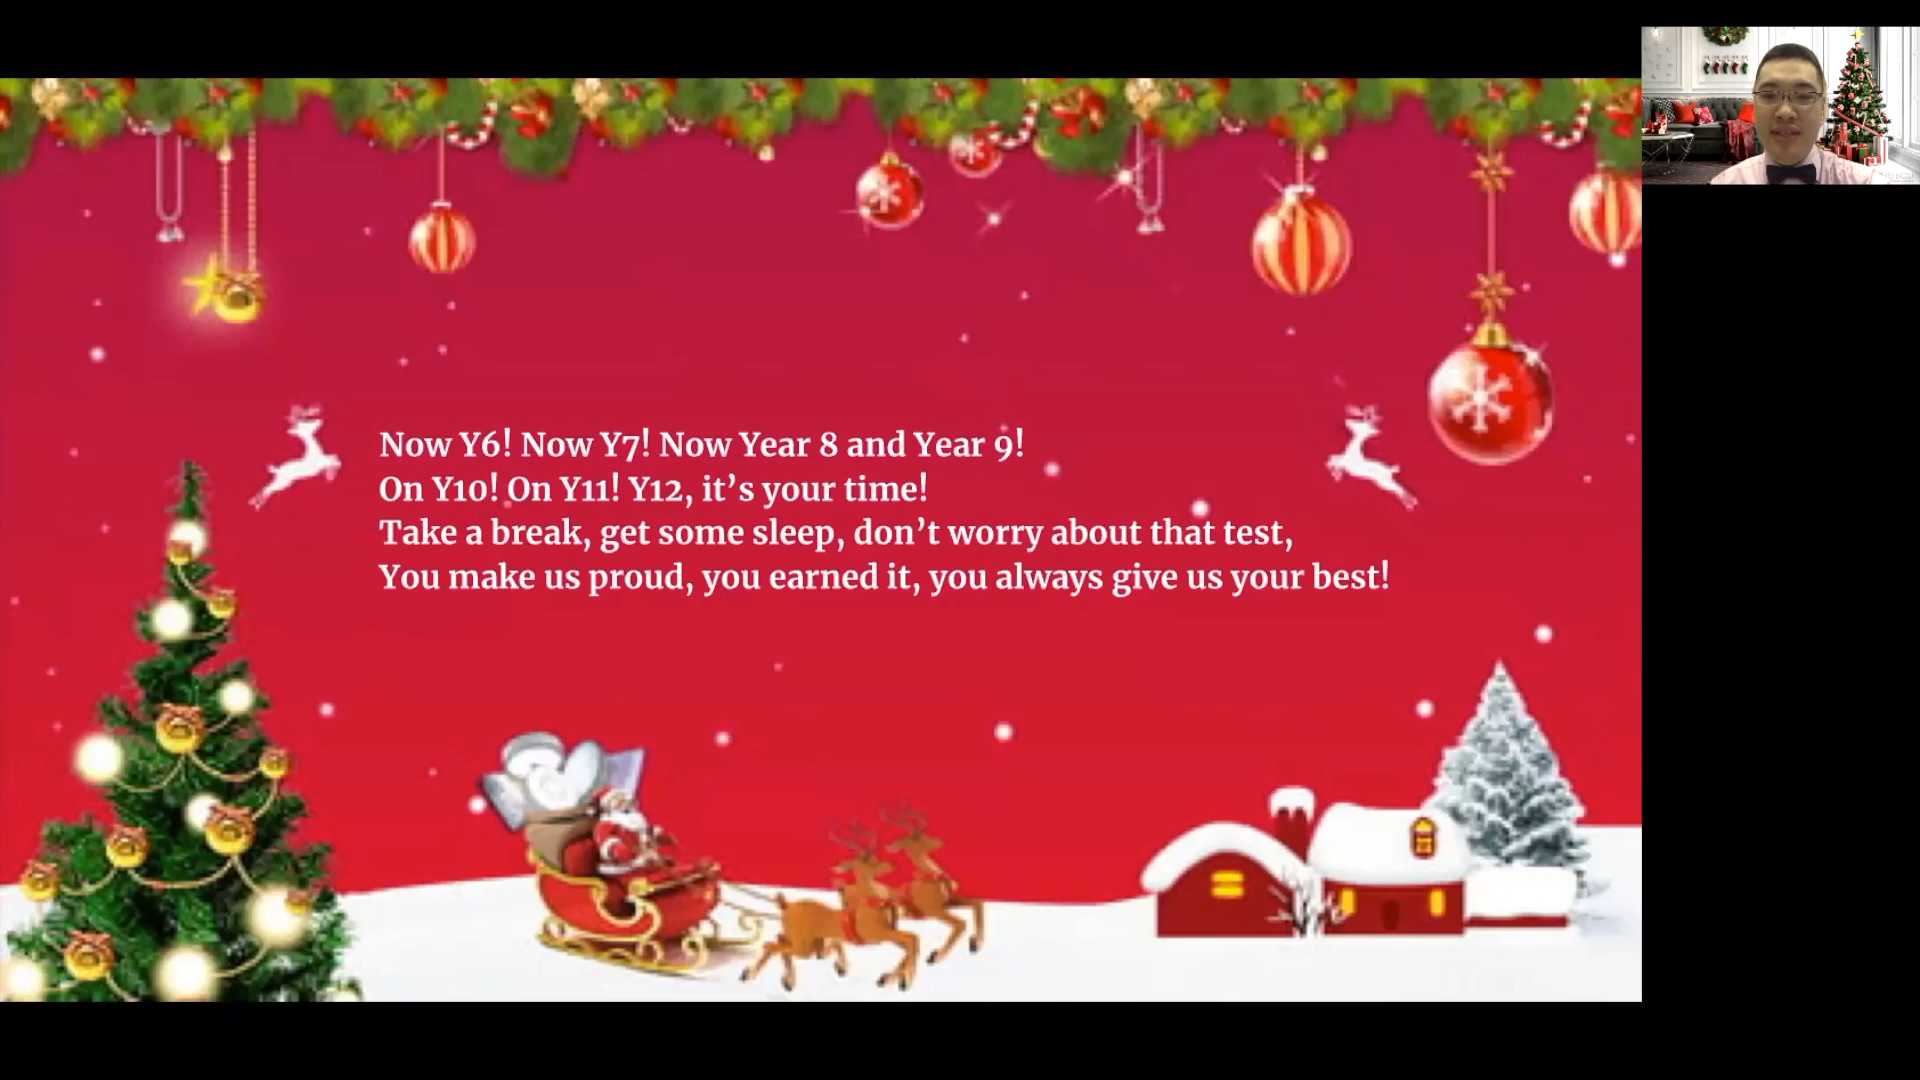 Now Y6! Now Y7! Now Year 8 and Year 9!
On Y10! On Y11! Y12, it’s your time!
Take a break, get some sleep, don’t worry about that test,
You make us proud, you earned it, you always give us your best!